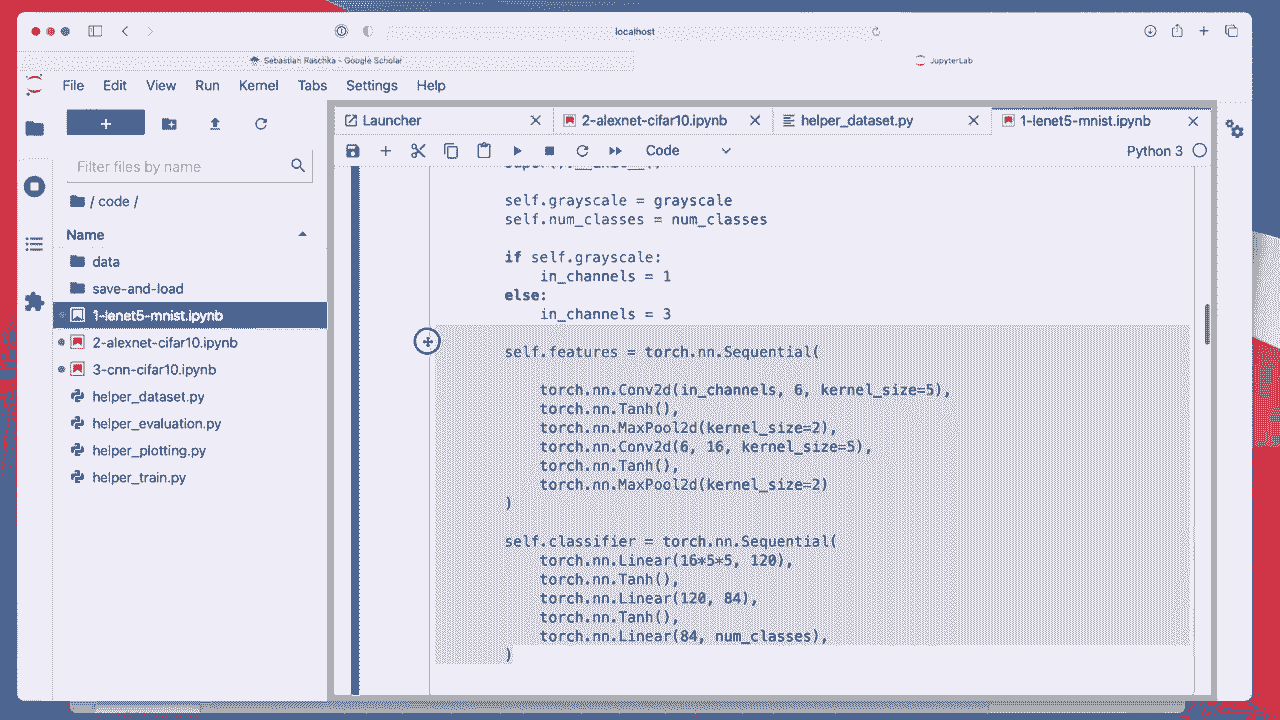 localhost
Sebastian Raschka - Google Scholar
JupyterLab
File Edit View Run Kernel Tabs Settings Help
Launcher
2-alexnet-cifar10.ipynb
helper_dataset.py
1-lenet5-mnist.ipynb
Code
Python 3
Filter files by name
/ code /
Name
data
save-and-load
1-lenet5-mnist.ipynb
2-alexnet-cifar10.ipynb
3-cnn-cifar10.ipynb
helper_dataset.py
helper_evaluation.py
helper_plotting.py
helper_train.py
self.grayscale = grayscale
self.num_classes = num_classes
if self.grayscale:
in_channels = 1
else:
in_channels = 3
self.features = torch.nn.Sequential(
torch.nn.Conv2d(in_channels, 6, kernel_size=5),
torch.nn.Tanh(),
torch.nn.MaxPool2d(kernel_size=2),
torch.nn.Conv2d(6, 16, kernel_size=5),
torch.nn.Tanh(),
torch.nn.MaxPool2d(kernel_size=2)
)
self.classifier = torch.nn.Sequential(
torch.nn.Linear(16*5*5, 120),
torch.nn.Tanh(),
torch.nn.Linear(120, 84),
torch.nn.Tanh(),
torch.nn.Linear(84, num_classes),
)